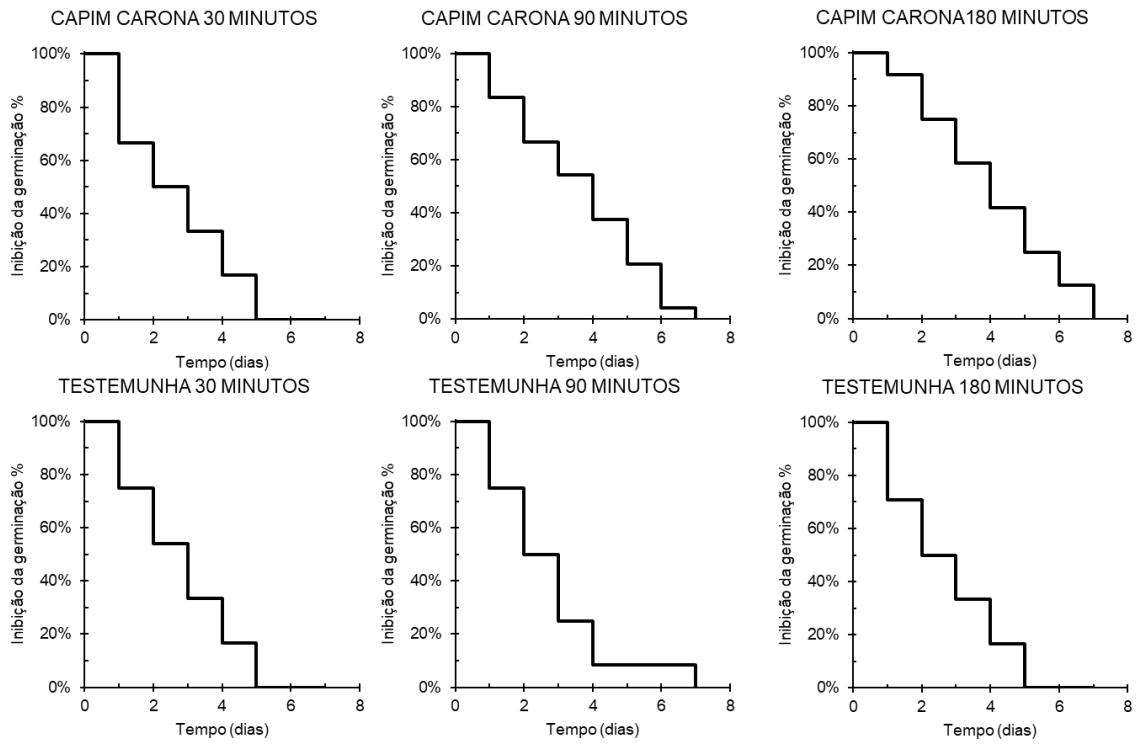 CAPIM CARONA 30 MINUTOS
Inibição da germinação %
100%
80%
60%
40%
20%
0%
0 2 4 6 8
Tempo (dias)
CAPIM CARONA 90 MINUTOS
Inibição da germinação %
100%
80%
60%
40%
20%
0%
0 2 4 6 8
Tempo (dias)
CAPIM CARONA180 MINUTOS
Inibição da germinação %
100%
80%
60%
40%
20%
0%
0 2 4 6 8
Tempo (dias)
TESTEMUNHA 30 MINUTOS
Inibição da germinação %
100%
80%
60%
40%
20%
0%
0 2 4 6 8
Tempo (dias)
TESTEMUNHA 90 MINUTOS
Inibição da germinação %
100%
80%
60%
40%
20%
0%
0 2 4 6 8
Tempo (dias)
TESTEMUNHA 180 MINUTOS
Inibição da germinação %
100%
80%
60%
40%
20%
0%
0 2 4 6 8
Tempo (dias)